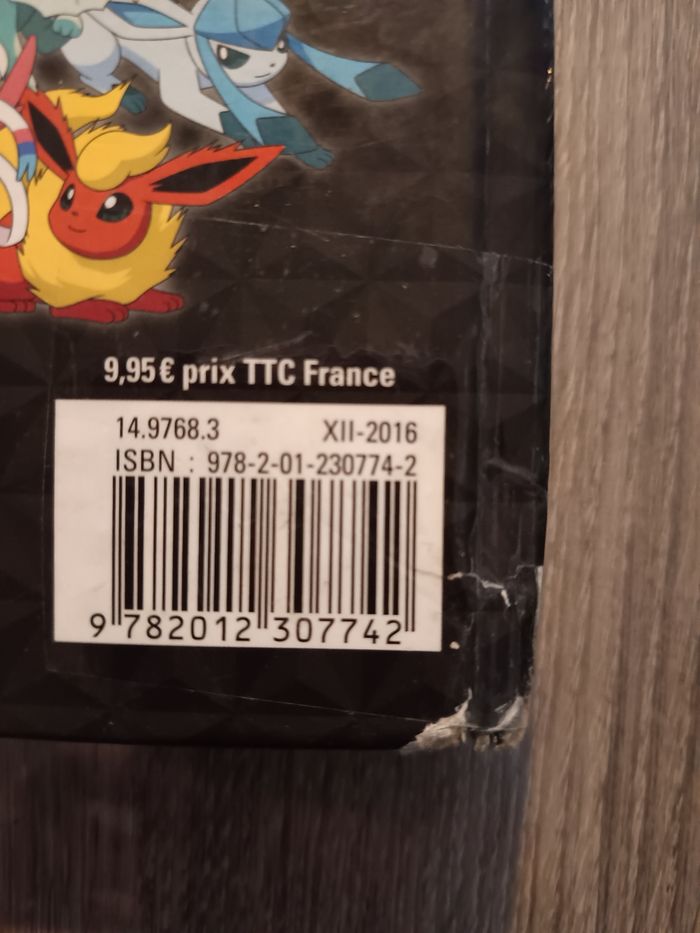 9,95€ prix TTC France
14.9768.3 XII-2016
ISBN : 978-2-01-230774-2
9 782012 307742